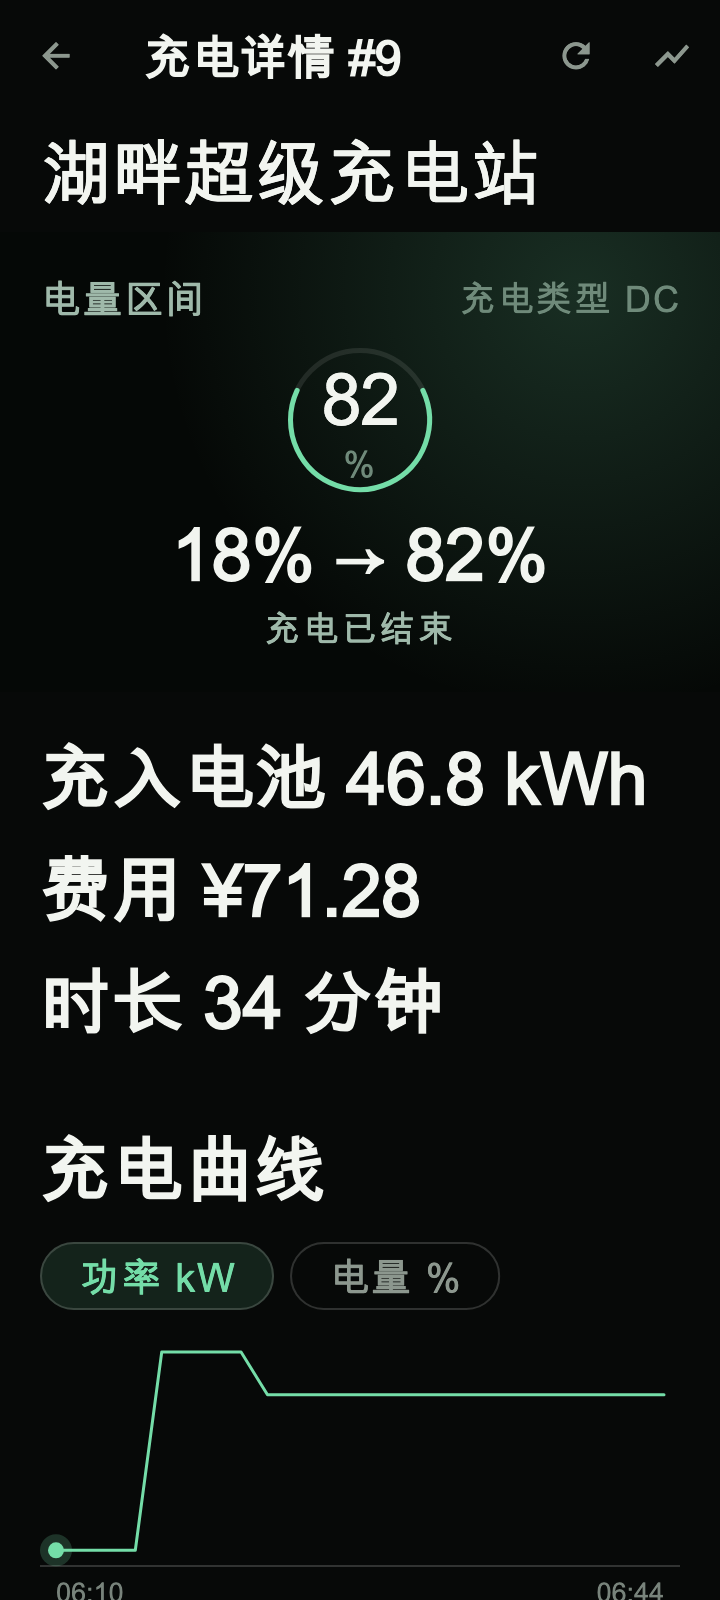 充电详情 #9
湖畔超级充电站
电量区间
充电类型 DC
82
%
18% → 82%
充电已结束
充入电池 46.8 kWh
费用 ¥71.28
时长 34 分钟
充电曲线
功率 kW
电量 %
06:10
06:44